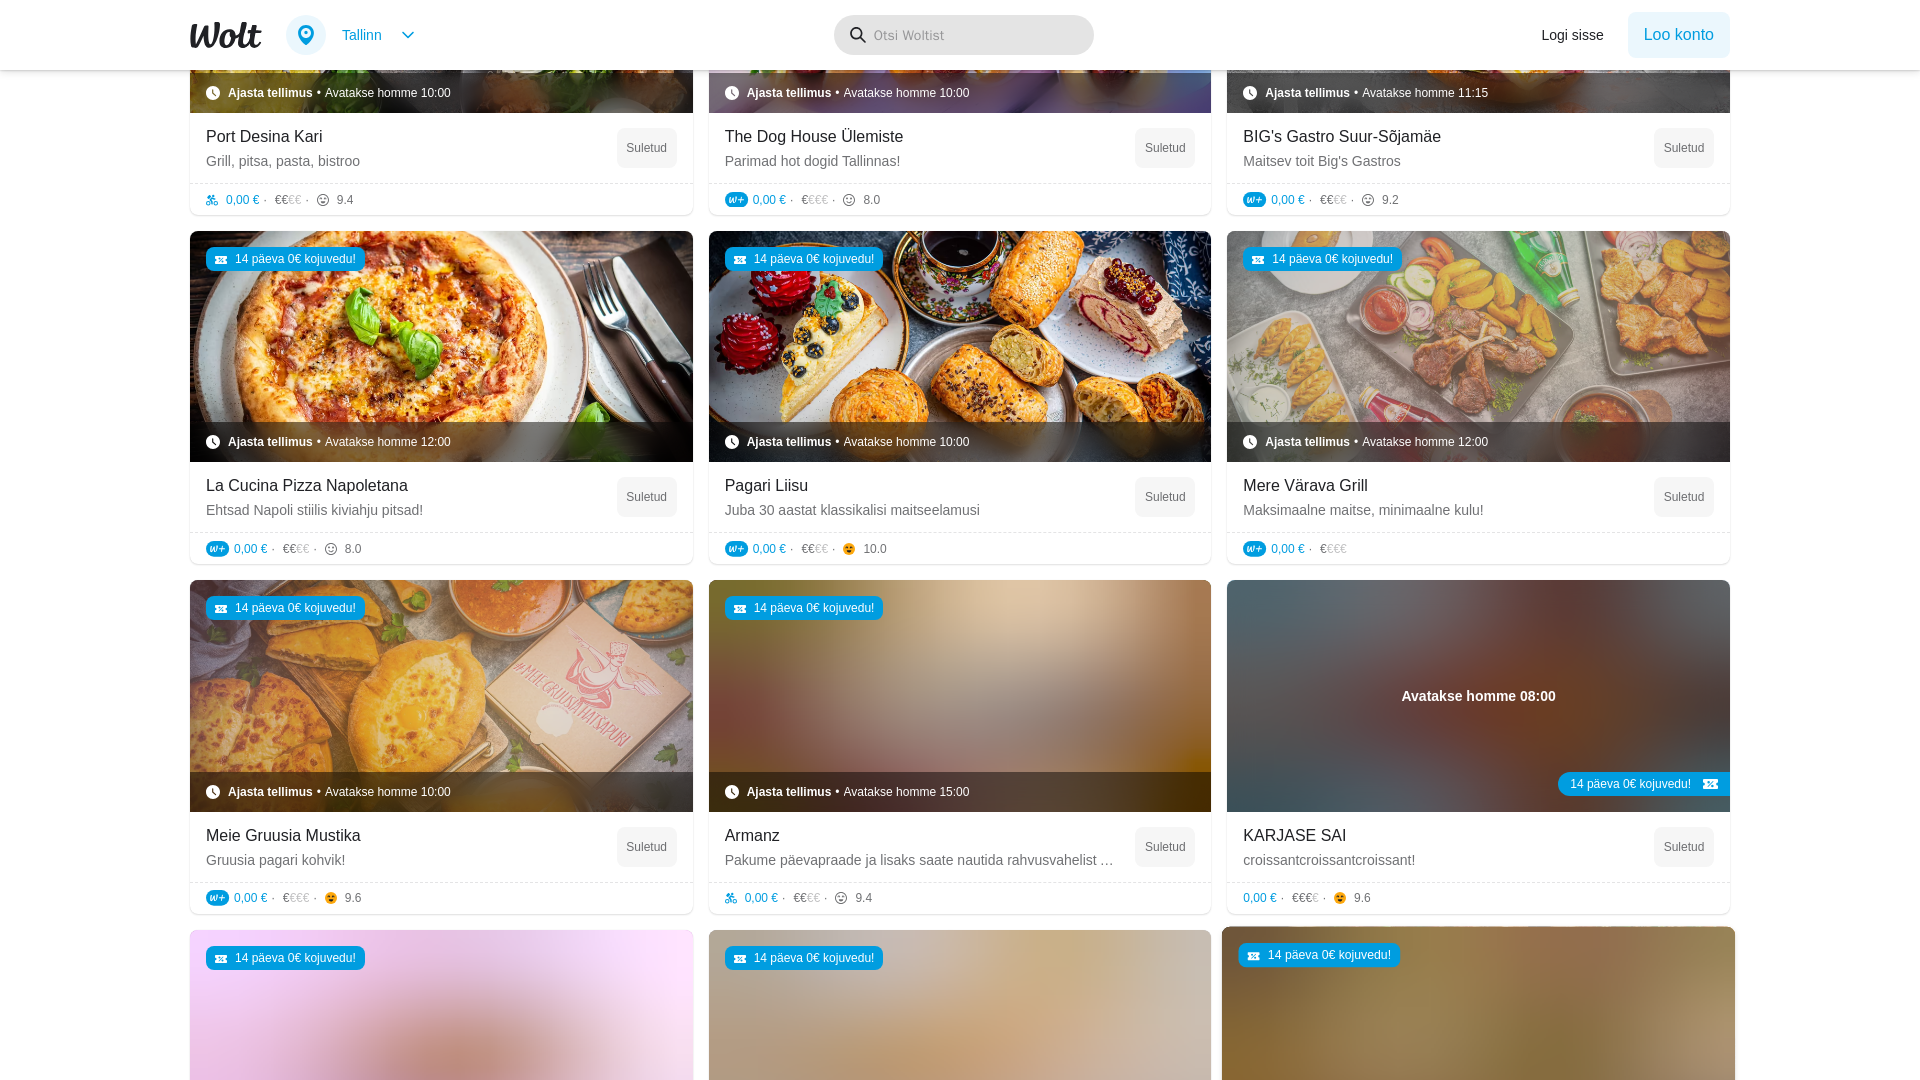 Wolt
Tallinn
Otsi Woltist
Logi sisse
Loo konto
Ajasta tellimus • Avatakse homme 10:00
Port Desina Kari
Grill, pitsa, pasta, bistroo
Suletud
0,00 € · €€€€ · 9.4
Ajasta tellimus • Avatakse homme 10:00
The Dog House Ülemiste
Parimad hot dogid Tallinnas!
Suletud
W+ 0,00 € · €€€€ · 8.0
Ajasta tellimus • Avatakse homme 11:15
BIG's Gastro Suur-Sõjamäe
Maitsev toit Big's Gastros
Suletud
W+ 0,00 € · €€€€ · 9.2
14 päeva 0€ kojuvedu!
Ajasta tellimus • Avatakse homme 12:00
La Cucina Pizza Napoletana
Ehtsad Napoli stiilis kiviahju pitsad!
Suletud
W+ 0,00 € · €€€€ · 8.0
14 päeva 0€ kojuvedu!
Ajasta tellimus • Avatakse homme 10:00
Pagari Liisu
Juba 30 aastat klassikalisi maitseelamusi
Suletud
W+ 0,00 € · €€€€ · 10.0
14 päeva 0€ kojuvedu!
Ajasta tellimus • Avatakse homme 12:00
Mere Värava Grill
Maksimaalne maitse, minimaalne kulu!
Suletud
W+ 0,00 € · €€€€
14 päeva 0€ kojuvedu!
#MEIE GRUUSIA HATŠAPURI
Ajasta tellimus • Avatakse homme 10:00
Meie Gruusia Mustika
Gruusia pagari kohvik!
Suletud
W+ 0,00 € · €€€€ · 9.6
14 päeva 0€ kojuvedu!
Ajasta tellimus • Avatakse homme 15:00
Armanz
Pakume päevapraade ja lisaks saate nautida rahvusvahelist …
Suletud
0,00 € · €€€€ · 9.4
Avatakse homme 08:00
14 päeva 0€ kojuvedu!
KARJASE SAI
croissantcroissantcroissant!
Suletud
0,00 € · €€€€ · 9.6
14 päeva 0€ kojuvedu!
14 päeva 0€ kojuvedu!
14 päeva 0€ kojuvedu!